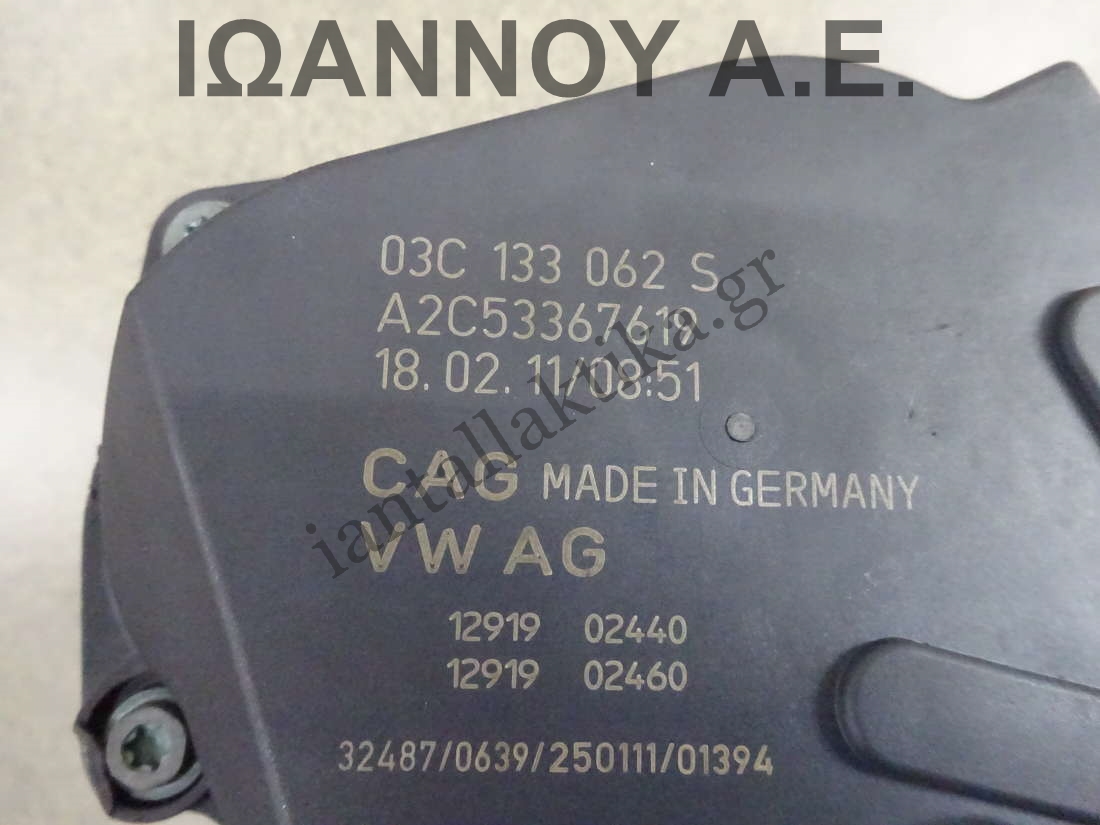 ΙΩΑΝΝΟΥ Α.Ε.
03C 133 062 S
A2C53367619
18. 02. 11/08:51
iantallaktika.gr
CAG MADE IN GERMANY
VW AG
12919 02440
12919 02460
32487/0639/250111/01394